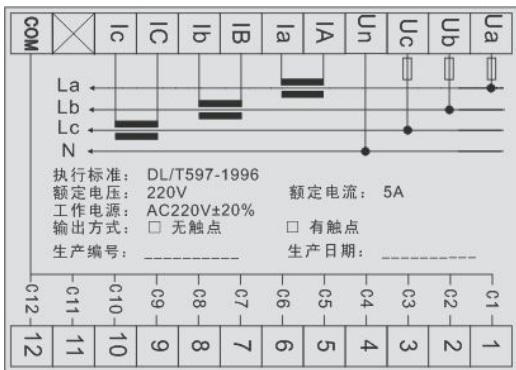 COM Ic IC Ib IB Ia IA Un Uc Ub Ua
La
Lb
Lc
N
执行标准： DL/T597-1996
额定电压： 220V 额定电流： 5A
工作电源： AC220V±20%
输出方式： □ 无触点 □ 有触点
生产编号： __________ 生产日期： __________
C12 C11 C10 C9 C8 C7 C6 C5 C4 C3 C2 C1
12 11 10 9 8 7 6 5 4 3 2 1